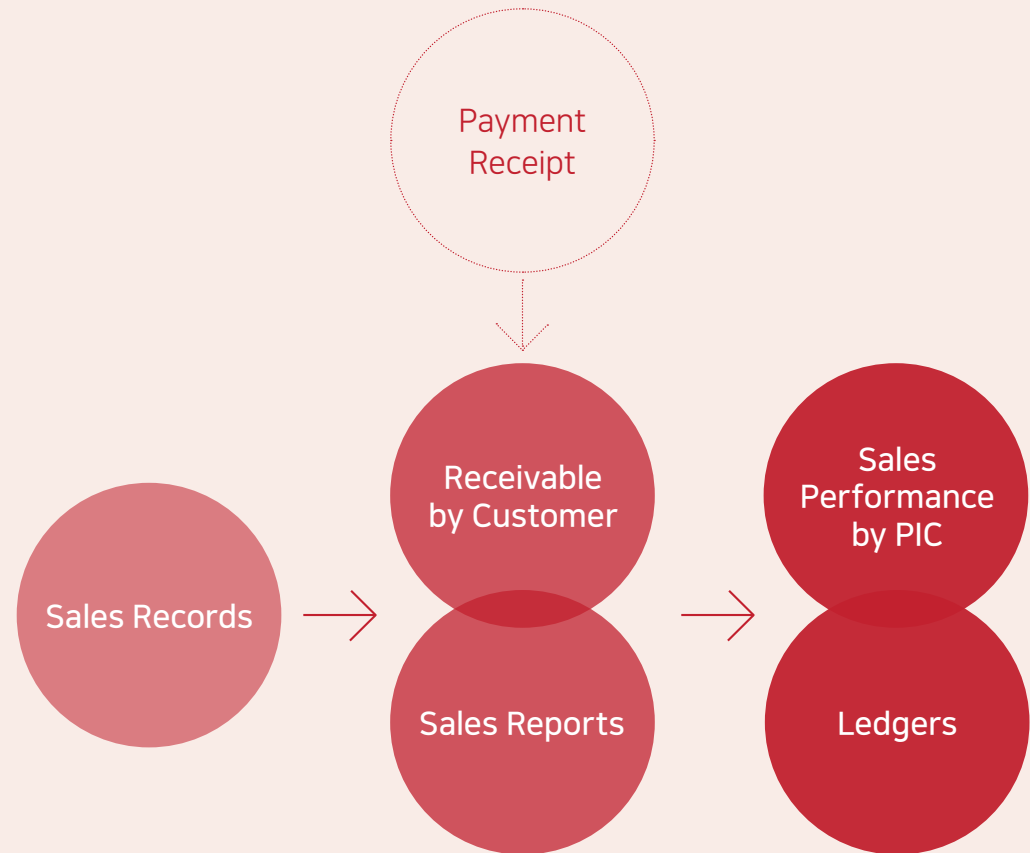 Payment
Receipt
Receivable
by Customer
Sales
Performance
by PIC
Sales Records
Sales Reports
Ledgers